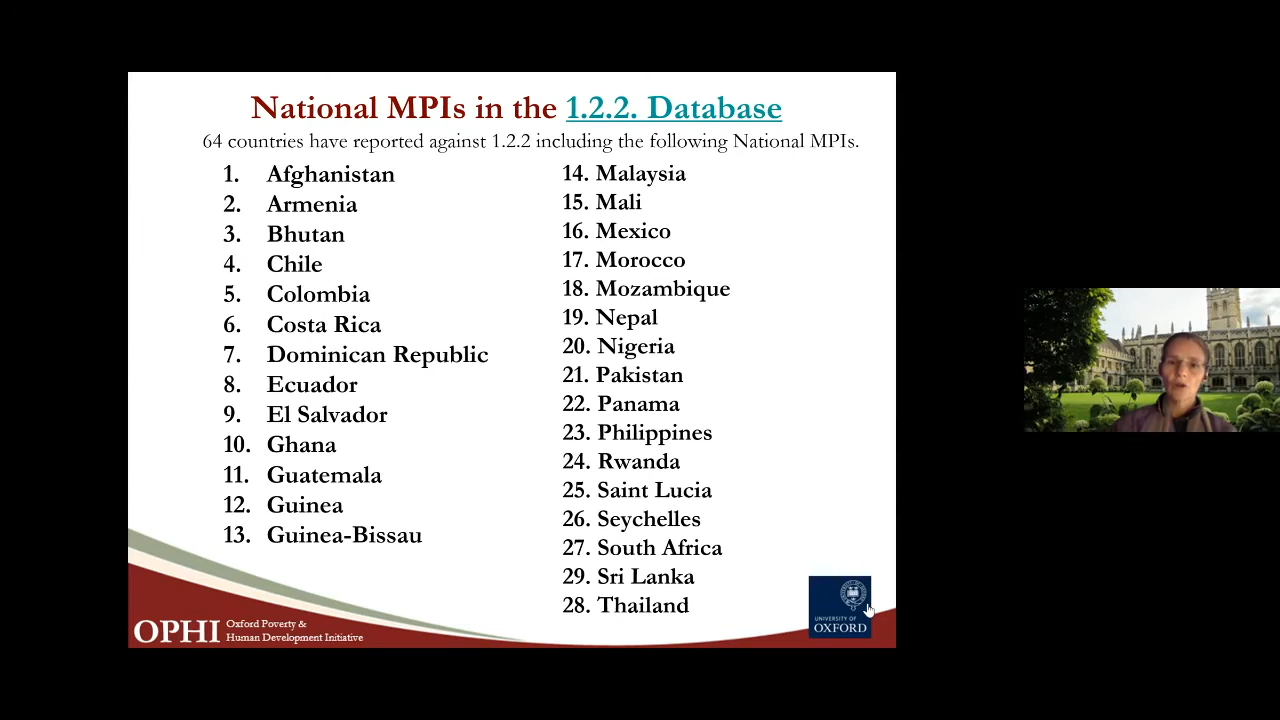 National MPIs in the 1.2.2. Database
64 countries have reported against 1.2.2 including the following National MPIs.
1. Afghanistan
2. Armenia
3. Bhutan
4. Chile
5. Colombia
6. Costa Rica
7. Dominican Republic
8. Ecuador
9. El Salvador
10. Ghana
11. Guatemala
12. Guinea
13. Guinea-Bissau
14. Malaysia
15. Mali
16. Mexico
17. Morocco
18. Mozambique
19. Nepal
20. Nigeria
21. Pakistan
22. Panama
23. Philippines
24. Rwanda
25. Saint Lucia
26. Seychelles
27. South Africa
29. Sri Lanka
28. Thailand
OPHI
Oxford Poverty &
Human Development Initiative
UNIVERSITY OF
OXFORD